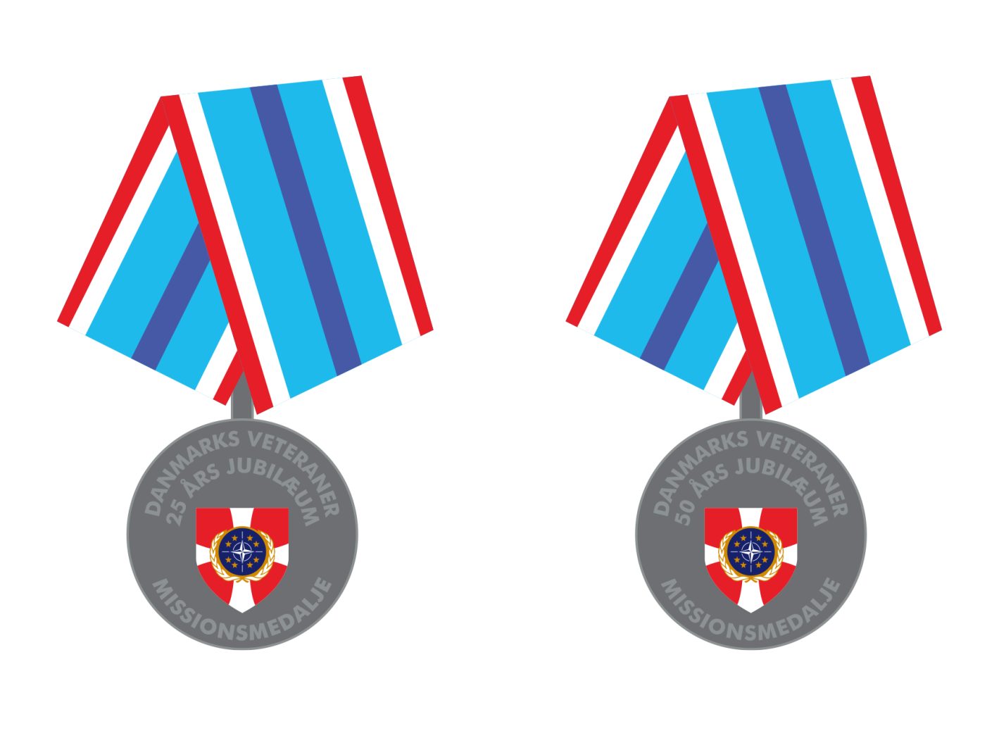 DANMARKS VETERANER
25 ÅRS JUBILÆUM
MISSIONSMEDALJE
DANMARKS VETERANER
50 ÅRS JUBILÆUM
MISSIONSMEDALJE